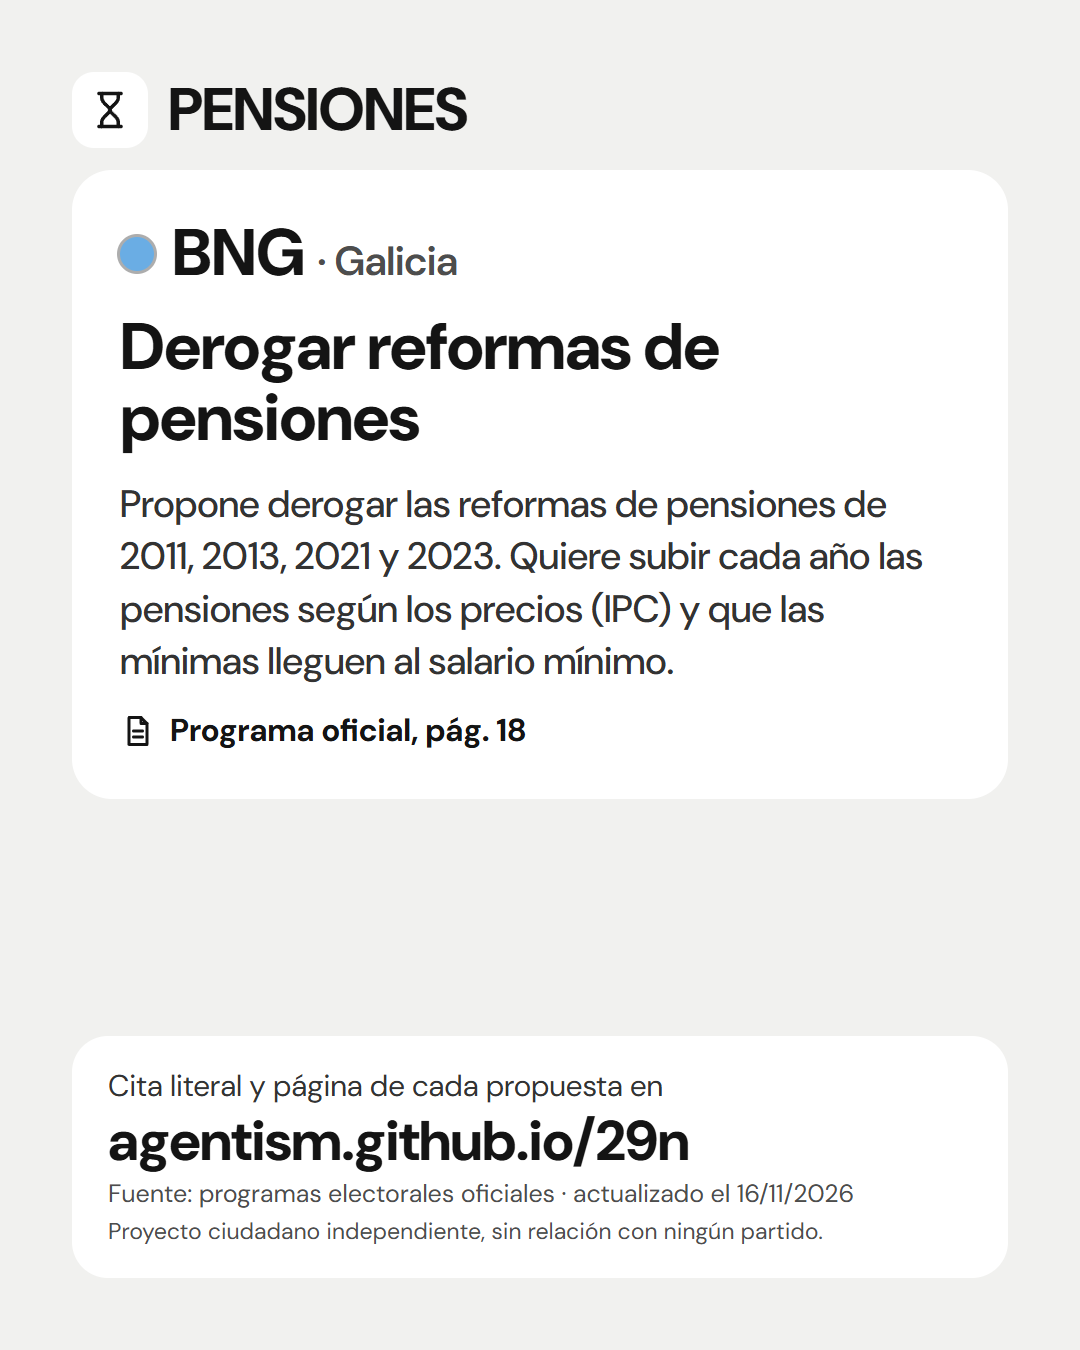 PENSIONES
BNG · Galicia
Derogar reformas de
pensiones
Propone derogar las reformas de pensiones de
2011, 2013, 2021 y 2023. Quiere subir cada año las
pensiones según los precios (IPC) y que las
mínimas lleguen al salario mínimo.
Programa oficial, pág. 18
Cita literal y página de cada propuesta en
agentism.github.io/29n
Fuente: programas electorales oficiales · actualizado el 16/11/2026
Proyecto ciudadano independiente, sin relación con ningún partido.